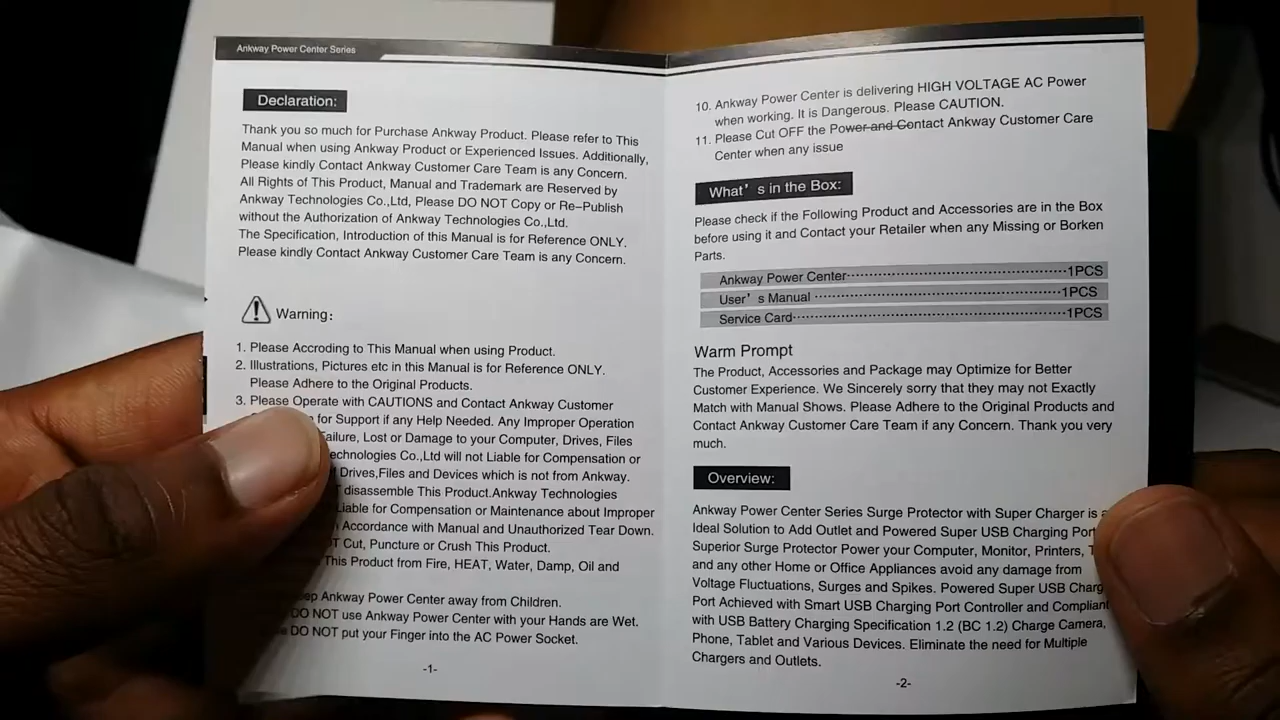 Ankway Power Center Series
Declaration:
Thank you so much for Purchase Ankway Product. Please refer to This
Manual when using Ankway Product or Experienced Issues. Additionally,
Please kindly Contact Ankway Customer Care Team is any Concern.
All Rights of This Product, Manual and Trademark are Reserved by
Ankway Technologies Co.,Ltd, Please DO NOT Copy or Re-Publish
without the Authorization of Ankway Technologies Co.,Ltd.
The Specification, Introduction of this Manual is for Reference ONLY.
Please kindly Contact Ankway Customer Care Team is any Concern.
Warning:
1. Please Accroding to This Manual when using Product.
2. Illustrations, Pictures etc in this Manual is for Reference ONLY.
Please Adhere to the Original Products.
3. Please Operate with CAUTIONS and Contact Ankway Customer
for Support if any Help Needed. Any Improper Operation
Failure, Lost or Damage to your Computer, Drives, Files
Technologies Co.,Ltd will not Liable for Compensation or
Drives,Files and Devices which is not from Ankway.
disassemble This Product.Ankway Technologies
Liable for Compensation or Maintenance about Improper
Accordance with Manual and Unauthorized Tear Down.
Cut, Puncture or Crush This Product.
This Product from Fire, HEAT, Water, Damp, Oil and
Ankway Power Center away from Children.
DO NOT use Ankway Power Center with your Hands are Wet.
DO NOT put your Finger into the AC Power Socket.
-1-
10. Ankway Power Center is delivering HIGH VOLTAGE AC Power
when working. It is Dangerous. Please CAUTION.
11. Please Cut OFF the Power and Contact Ankway Customer Care
Center when any issue
What's in the Box:
Please check if the Following Product and Accessories are in the Box
before using it and Contact your Retailer when any Missing or Borken
Parts.
Ankway Power Center 1PCS
User's Manual 1PCS
Service Card 1PCS
Warm Prompt
The Product, Accessories and Package may Optimize for Better
Customer Experience. We Sincerely sorry that they may not Exactly
Match with Manual Shows. Please Adhere to the Original Products and
Contact Ankway Customer Care Team if any Concern. Thank you very
much.
Overview:
Ankway Power Center Series Surge Protector with Super Charger is a
Ideal Solution to Add Outlet and Powered Super USB Charging Port
Superior Surge Protector Power your Computer, Monitor, Printers,
and any other Home or Office Appliances avoid any damage from
Voltage Fluctuations, Surges and Spikes. Powered Super USB
Port Achieved with Smart USB Charging Port Controller and Compliant
with USB Battery Charging Specification 1.2 (BC 1.2) Charge Camera,
Phone, Tablet and Various Devices. Eliminate the need for Multiple
Chargers and Outlets.
-2-